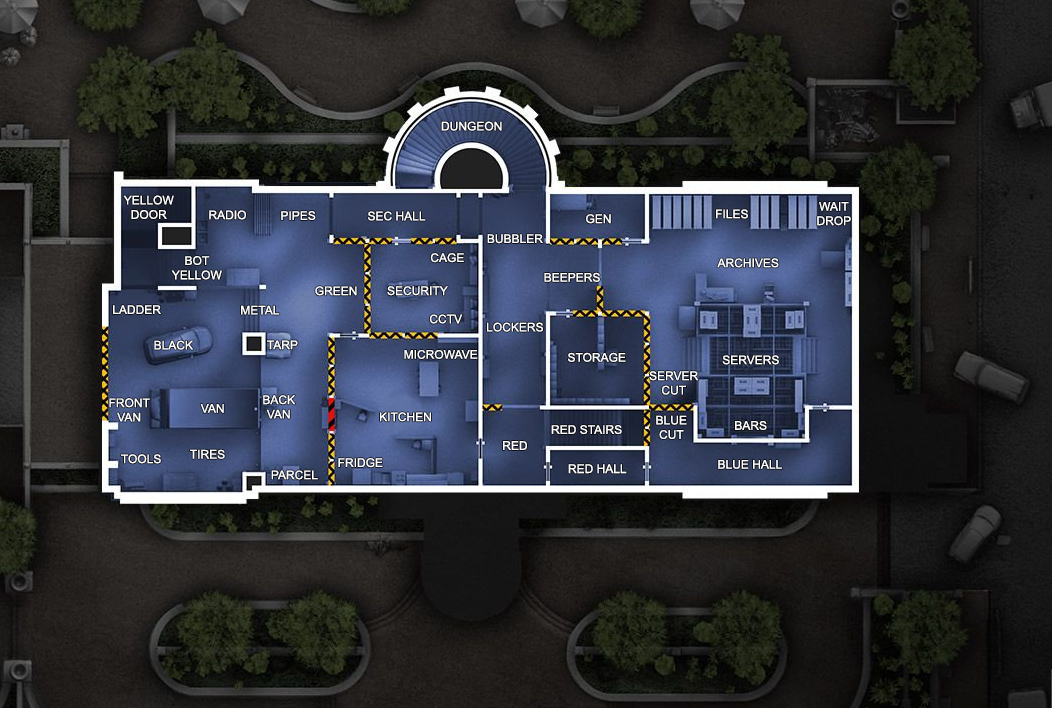 DUNGEON
YELLOW
DOOR
RADIO
PIPES
SEC HALL
GEN
FILES
WAIT
DROP
BUBBLER
CAGE
BOT
YELLOW
BEEPERS
ARCHIVES
GREEN
SECURITY
LADDER
METAL
CCTV
LOCKERS
BLACK
TARP
MICROWAVE
STORAGE
SERVERS
SERVER
CUT
FRONT
VAN
VAN
BACK
VAN
KITCHEN
BLUE
CUT
BARS
RED
RED STAIRS
TOOLS
TIRES
FRIDGE
RED HALL
BLUE HALL
PARCEL